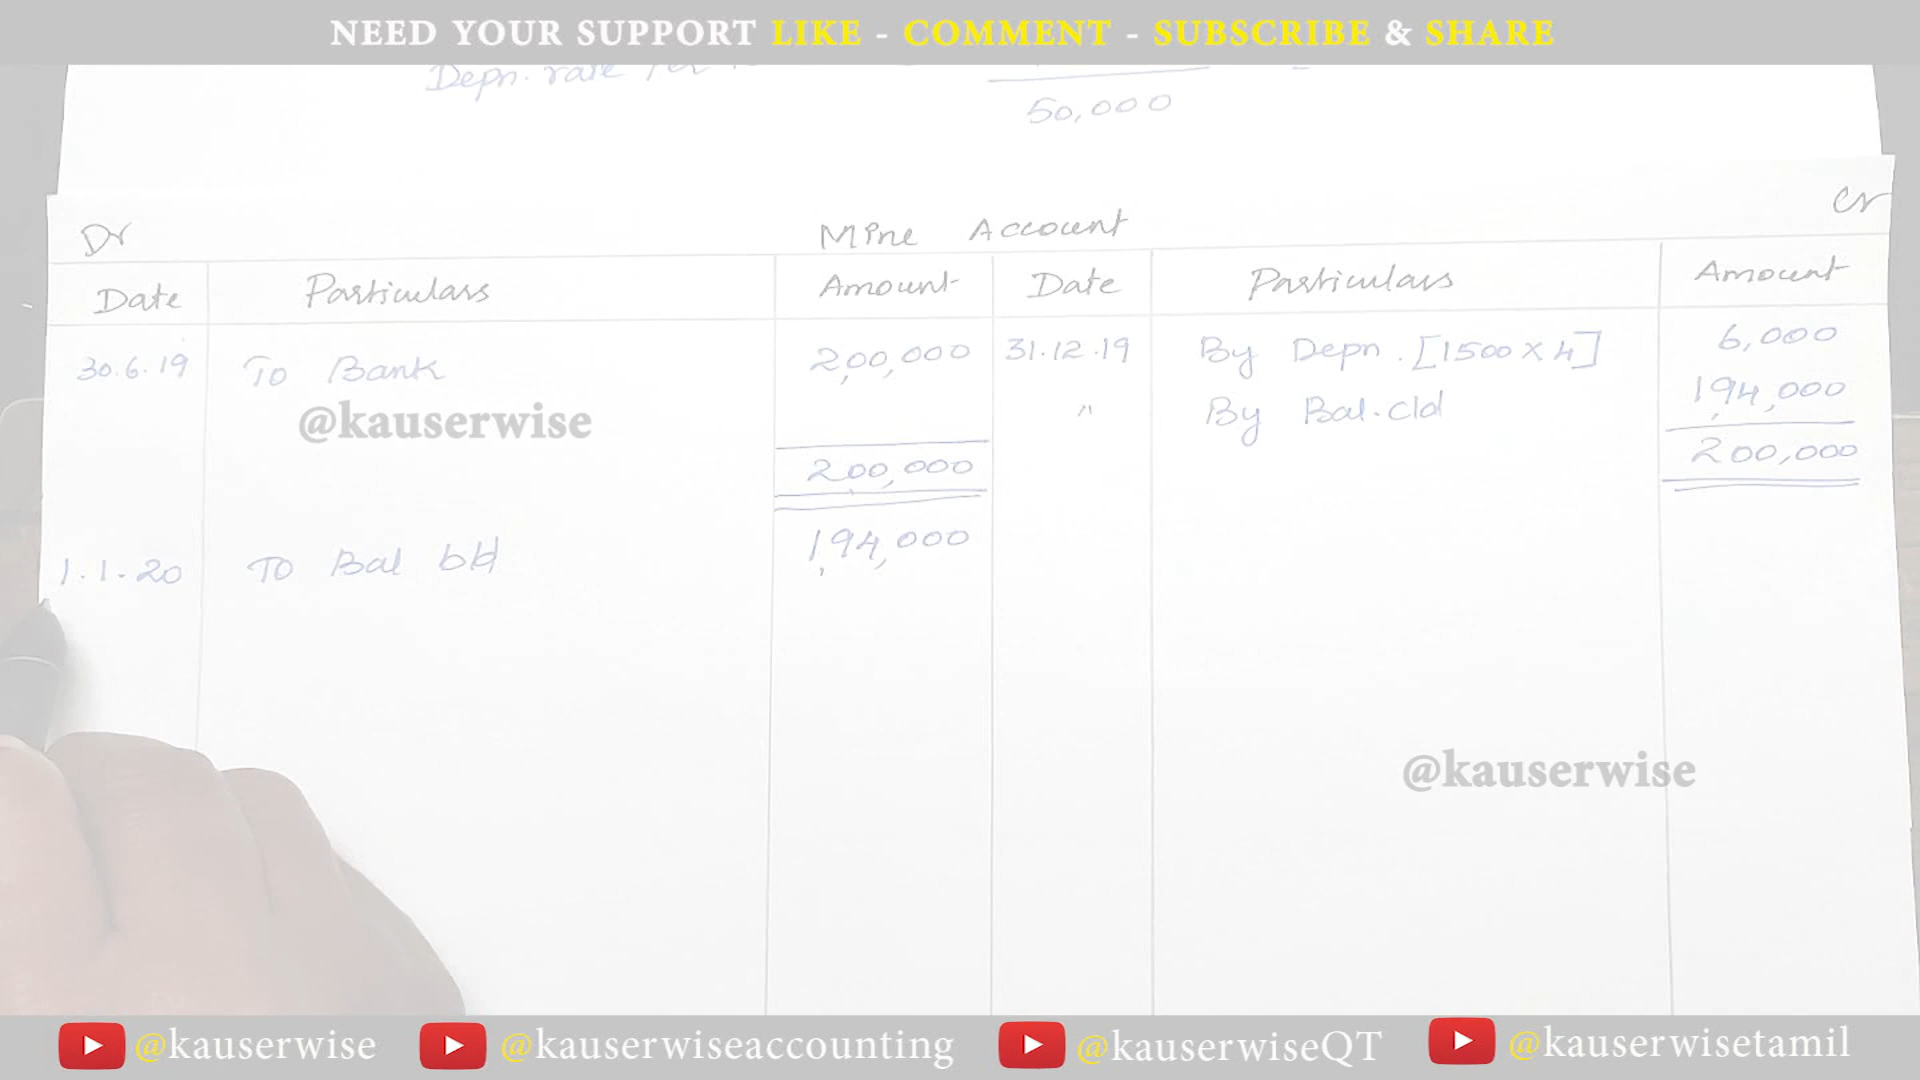 NEED YOUR SUPPORT LIKE - COMMENT - SUBSCRIBE & SHARE
Depn. rate
50,000
Dr Mine Account Cr
Date Particulars Amount Date Particulars Amount
30.6.19 To Bank 200,000 31.12.19 By Depn. [1500 X 4] 6,000
@kauserwise " By Bal. c/d 194,000
200,000 200,000
1.1.20 To Bal b/d 194,000
@kauserwise
@kauserwise @kauserwiseaccounting @kauserwiseQT @kauserwisetamil